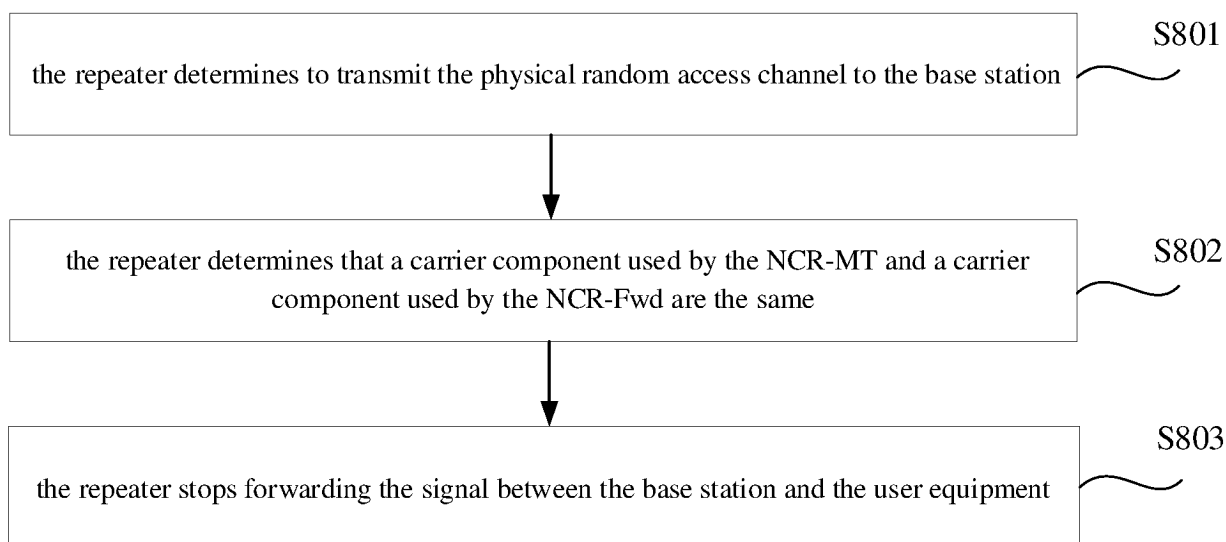 S801
the repeater determines to transmit the physical random access channel to the base station
S802
the repeater determines that a carrier component used by the NCR-MT and a carrier
component used by the NCR-Fwd are the same
S803
the repeater stops forwarding the signal between the base station and the user equipment